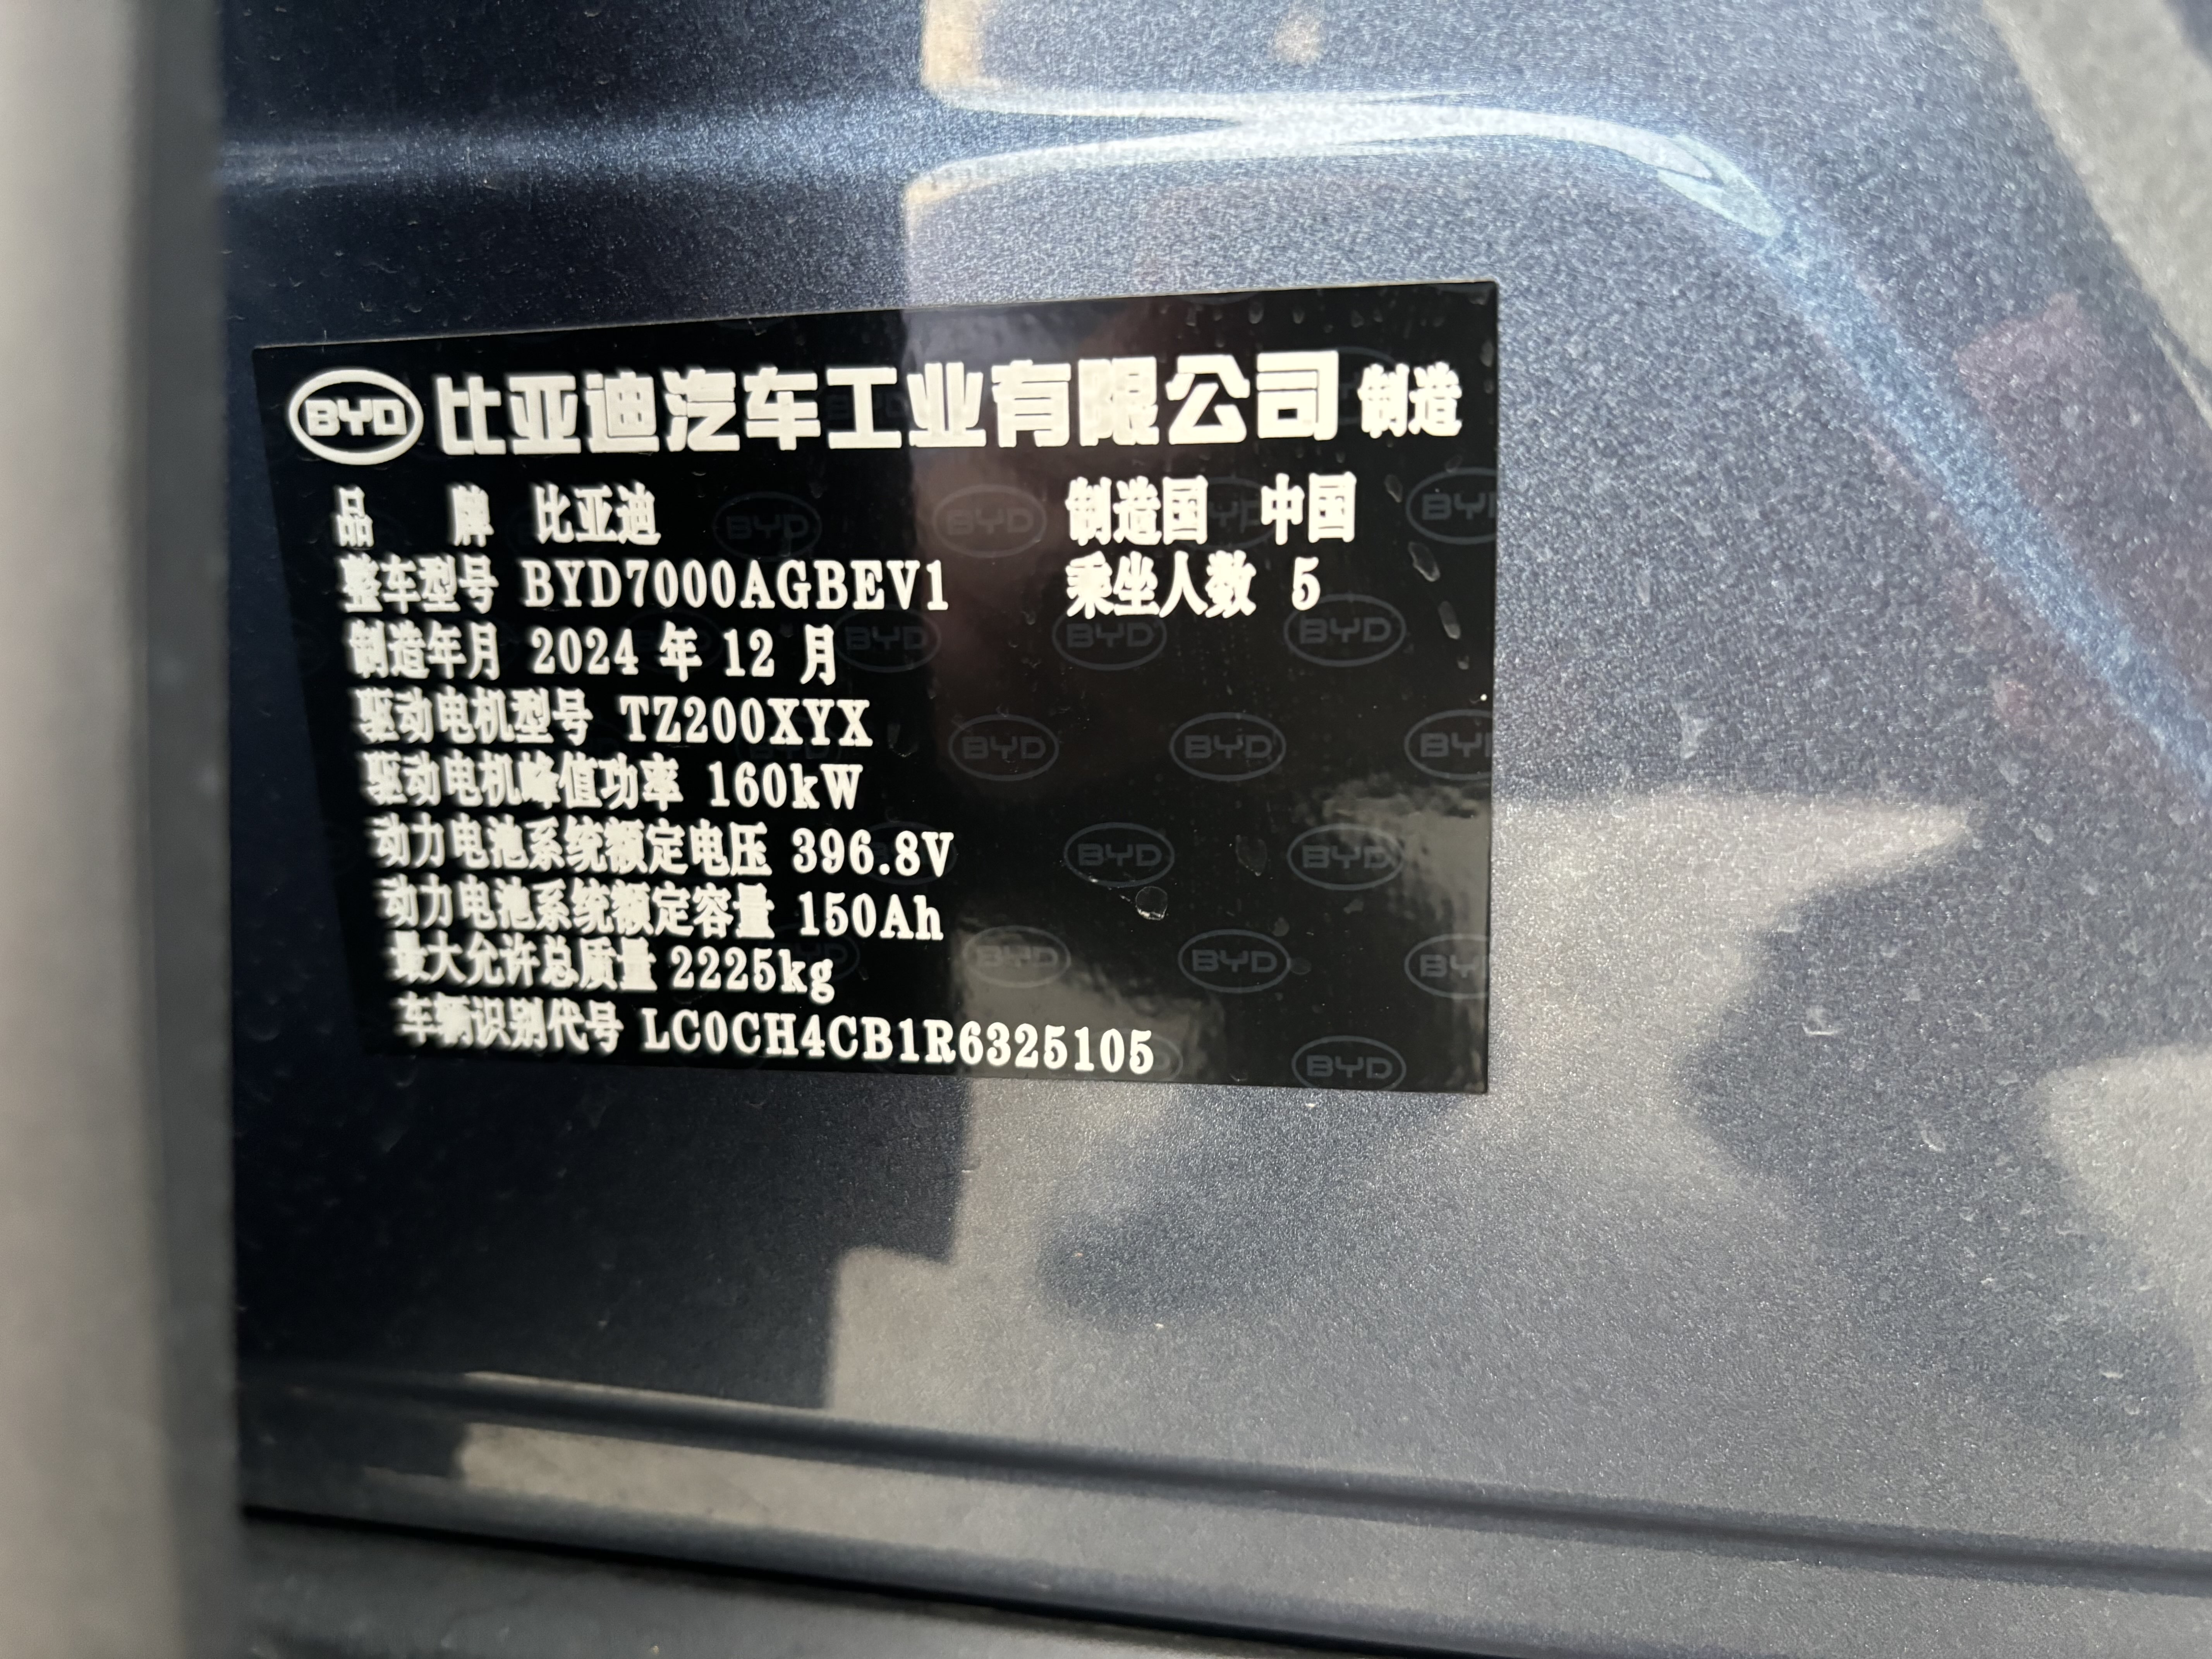 BYD 比亚迪汽车工业有限公司 制造
品 牌 比亚迪 制造国 中国
整车型号 BYD7000AGBEV1 乘坐人数 5
制造年月 2024 年 12 月
驱动电机型号 TZ200XYX
驱动电机峰值功率 160kW
动力电池系统额定电压 396.8V
动力电池系统额定容量 150Ah
最大允许总质量 2225kg
车辆识别代号 LC0CH4CB1R6325105